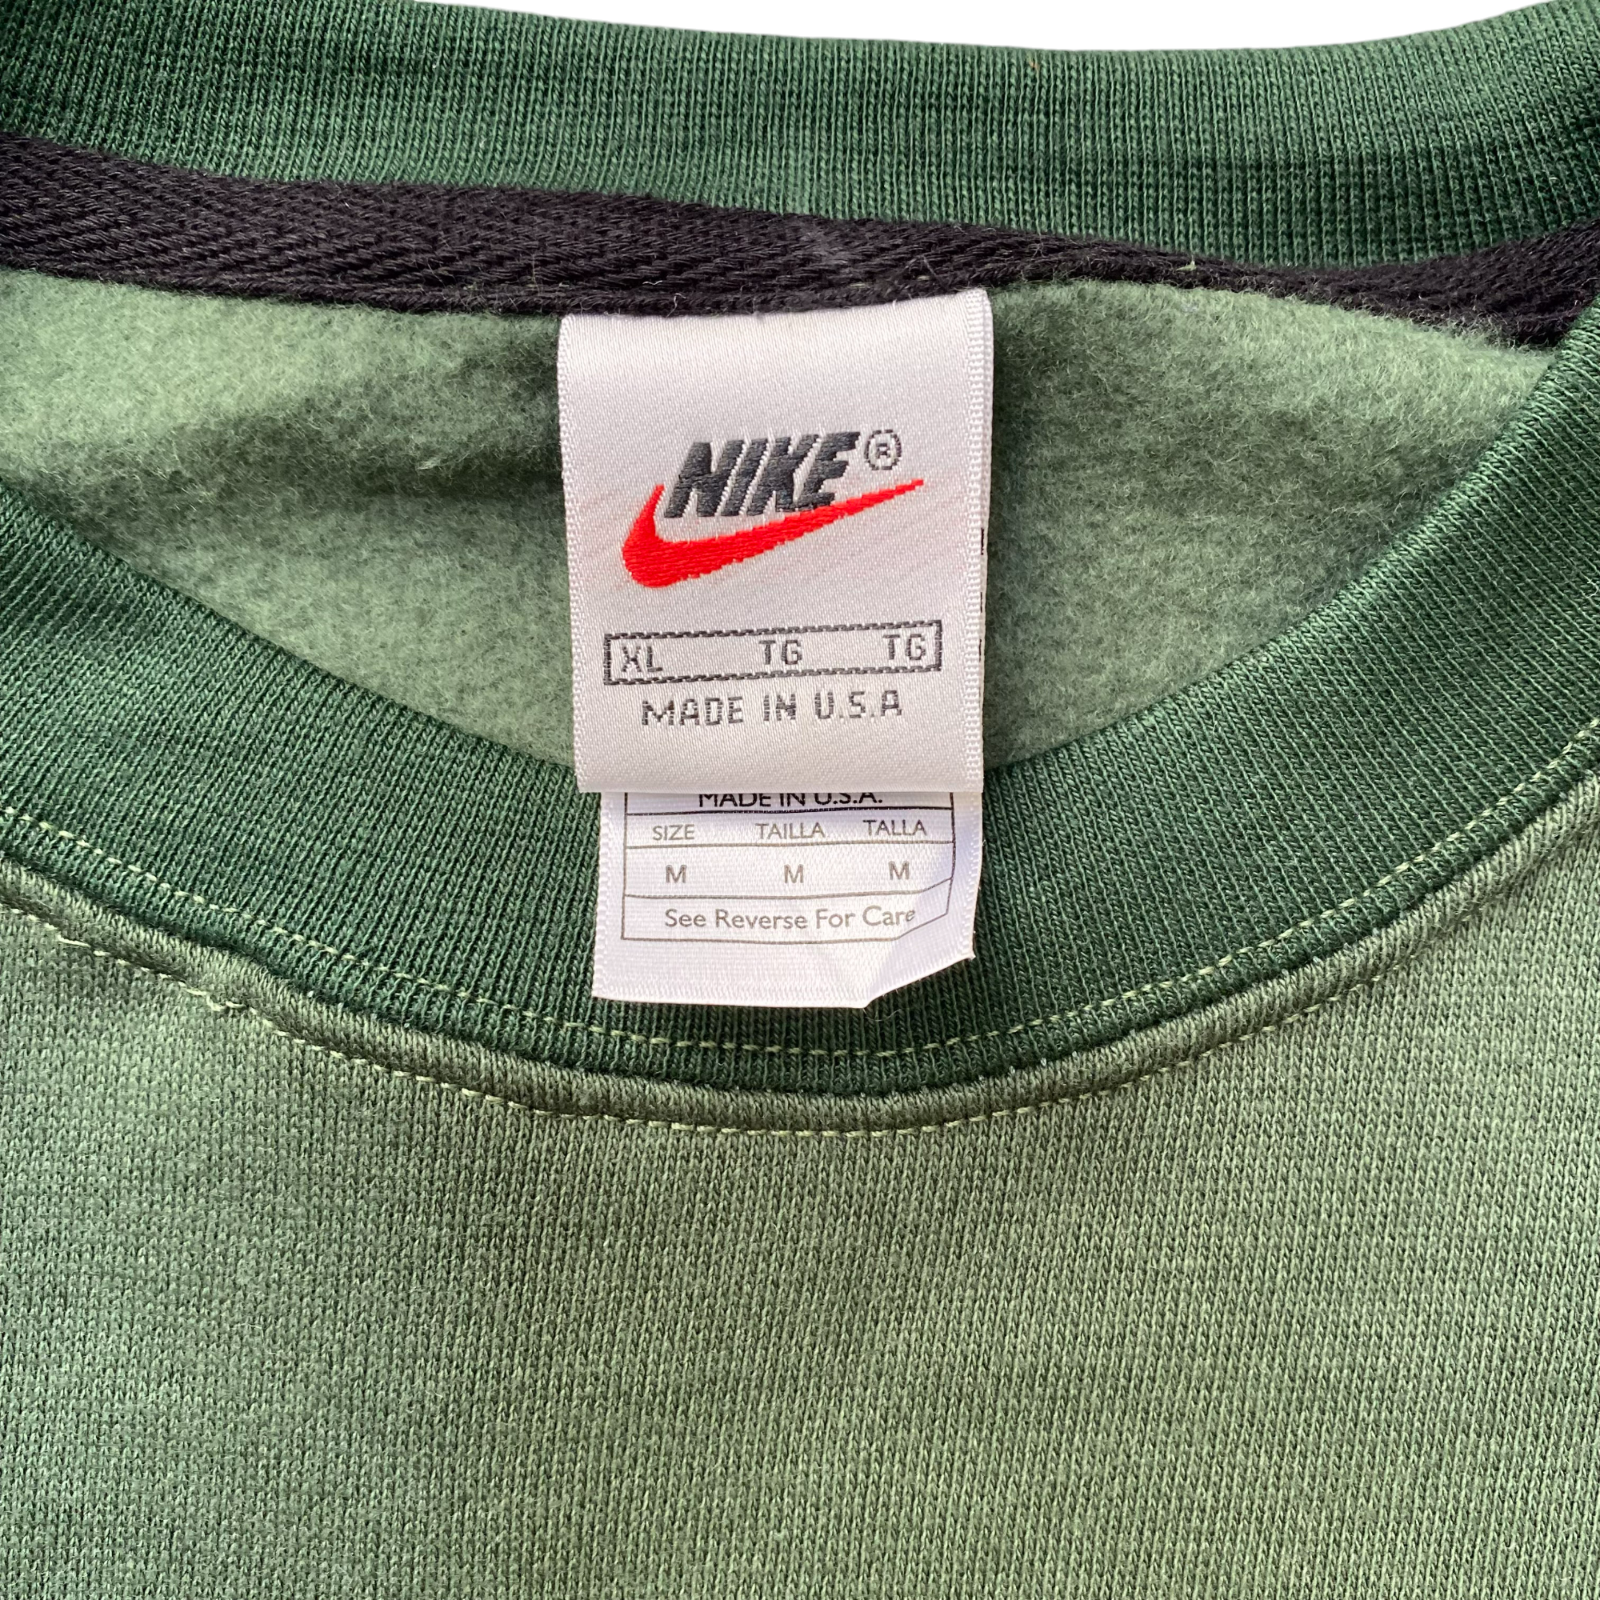 NIKE®
XL TG TG
MADE IN U.S.A
MADE IN U.S.A.
SIZE TAILLA TALLA
M M M
See Reverse For Care